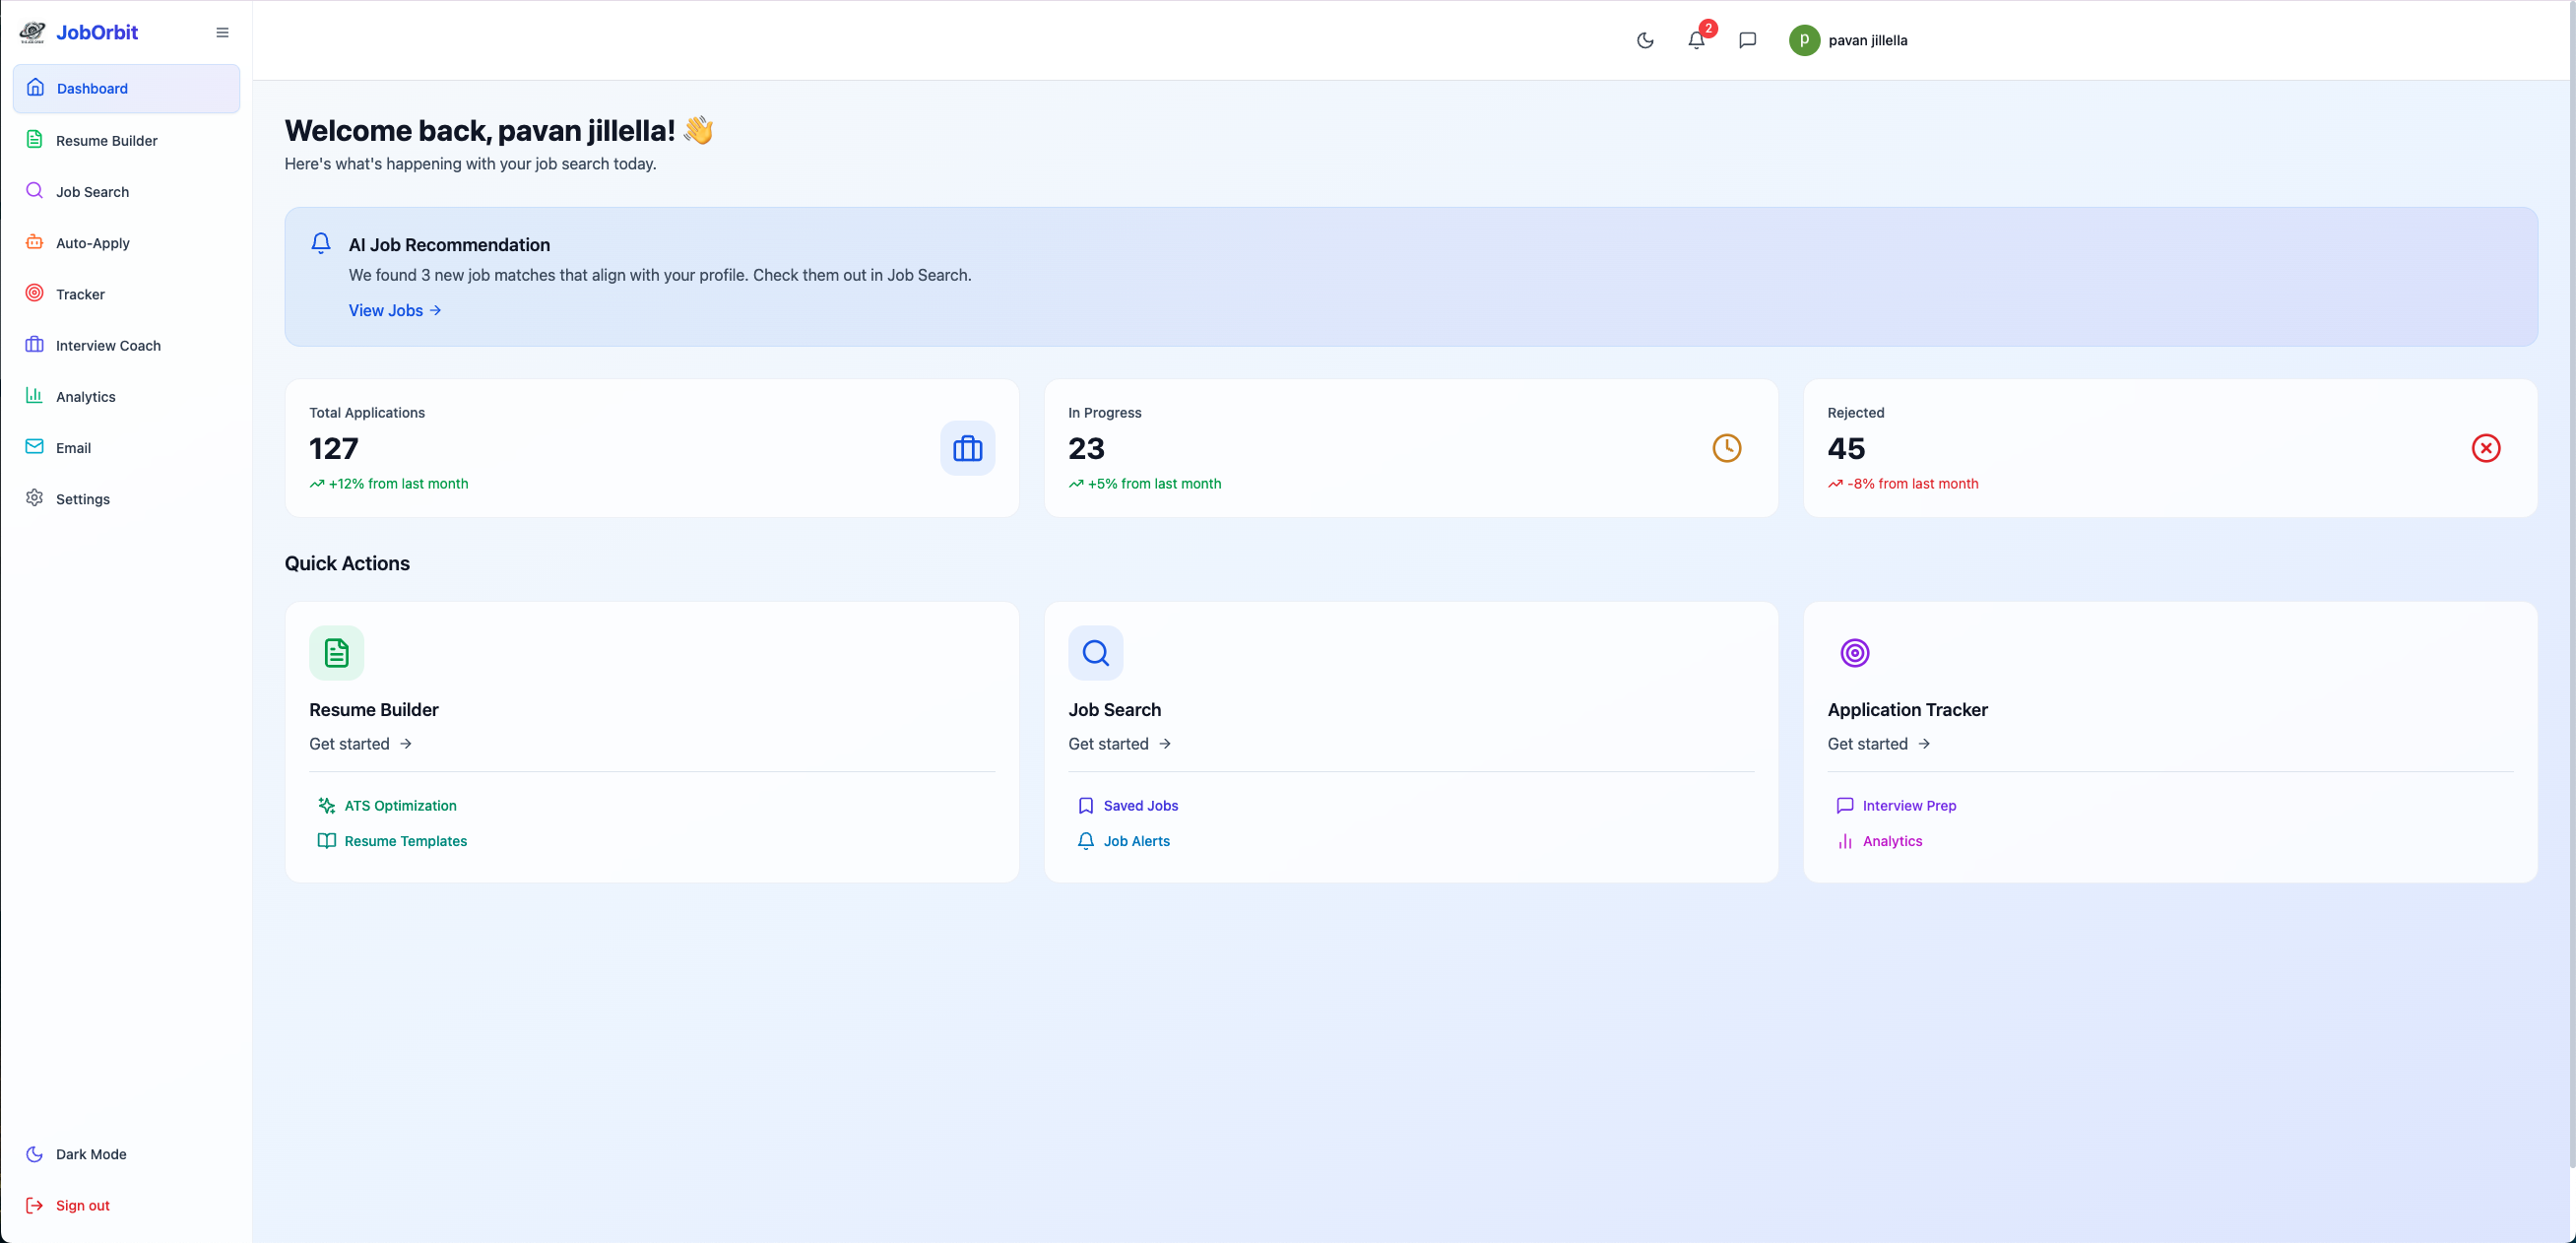 JobOrbit
Dashboard
Resume Builder
Job Search
Auto-Apply
Tracker
Interview Coach
Analytics
Email
Settings
Dark Mode
Sign out
2
p
pavan jillella
Welcome back, pavan jillella! 👋
Here's what's happening with your job search today.
AI Job Recommendation
We found 3 new job matches that align with your profile. Check them out in Job Search.
View Jobs →
Total Applications
127
+12% from last month
In Progress
23
+5% from last month
Rejected
45
-8% from last month
Quick Actions
Resume Builder
Get started →
ATS Optimization
Resume Templates
Job Search
Get started →
Saved Jobs
Job Alerts
Application Tracker
Get started →
Interview Prep
Analytics